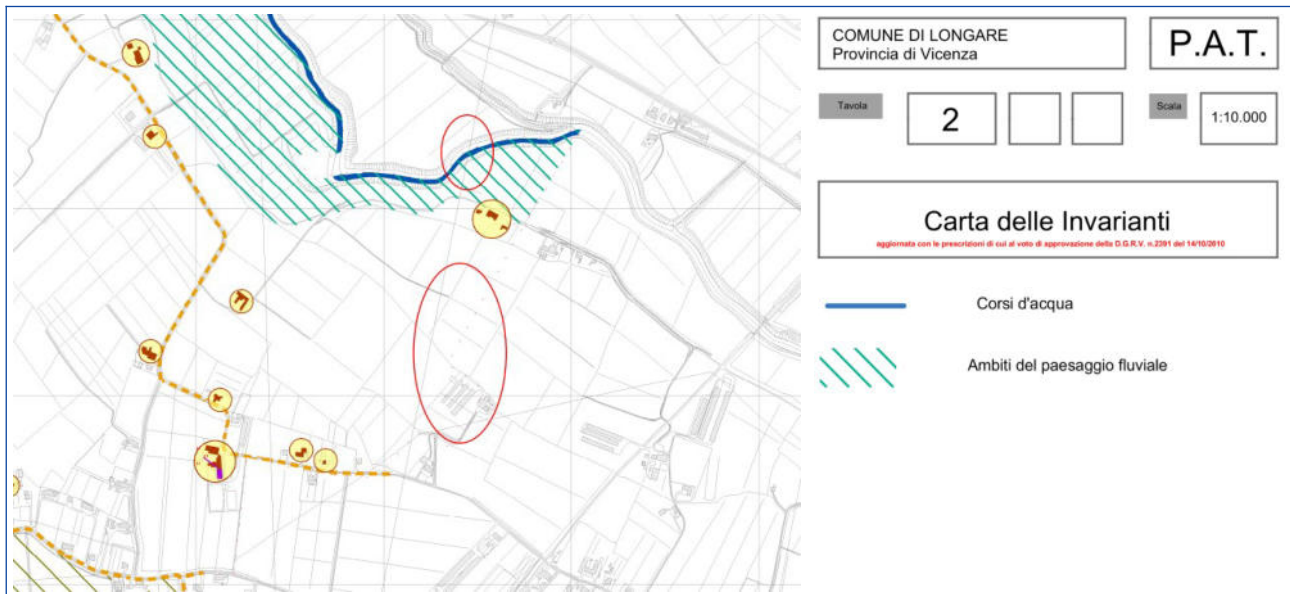 COMUNE DI LONGARE
Provincia di Vicenza
P.A.T.
Tavola
2
Scala
1:10.000
Carta delle Invarianti
aggiornata con le prescrizioni di cui al voto di approvazione della D.G.R.V. n.2391 del 14/10/2010
Corsi d'acqua
Ambiti del paesaggio fluviale